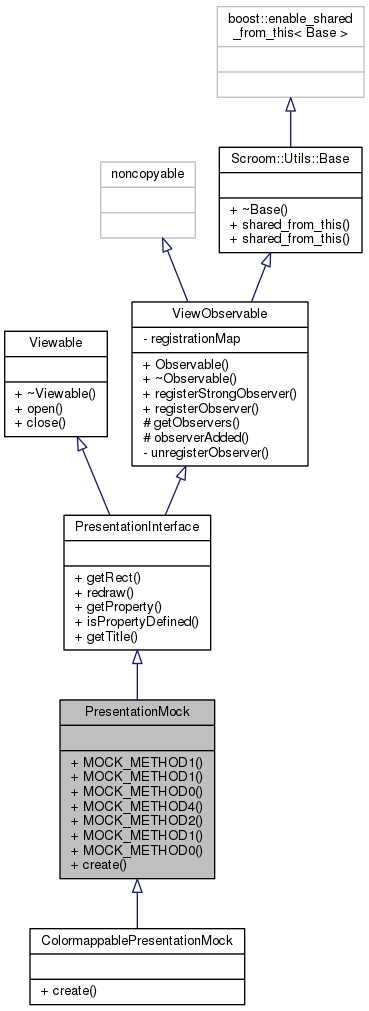 boost::enable_shared
_from_this< Base >
Scroom::Utils::Base
+ ~Base()
+ shared_from_this()
+ shared_from_this()
noncopyable
ViewObservable
- registrationMap
+ Observable()
+ ~Observable()
+ registerStrongObserver()
+ registerObserver()
# getObservers()
# observerAdded()
- unregisterObserver()
Viewable
+ ~Viewable()
+ open()
+ close()
PresentationInterface
+ getRect()
+ redraw()
+ getProperty()
+ isPropertyDefined()
+ getTitle()
PresentationMock
+ MOCK_METHOD1()
+ MOCK_METHOD1()
+ MOCK_METHOD0()
+ MOCK_METHOD4()
+ MOCK_METHOD2()
+ MOCK_METHOD1()
+ MOCK_METHOD0()
+ create()
ColormappablePresentationMock
+ create()